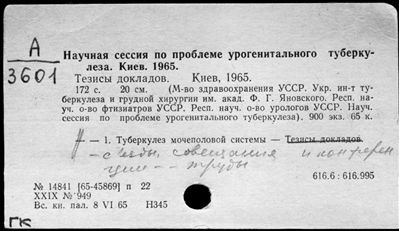 А
3601
Научная сессия по проблеме урогенитального туберку-
леза. Киев. 1965.
Тезисы докладов. Киев, 1965.
172 с. 20 см. (М-во здравоохранения УССР. Укр. ин-т ту-
беркулеза и грудной хирургии им. акад. Ф. Г. Яновского. Респ. на-
уч. о-во фтизиатров УССР. Респ. науч. о-во урологов УССР. Науч.
сессия по проблеме урогенитального туберкулеза). 900 экз. 65 к.
— 1. Туберкулез мочеполовой системы — Тезисы докладов
— съезды, совещания и конферен
ции — труды
616.6 : 616.995
№ 14841 [65-45869] п 22
XXIX № 949
Вс. кн. пал. 8 VI 65 Н345
ГК